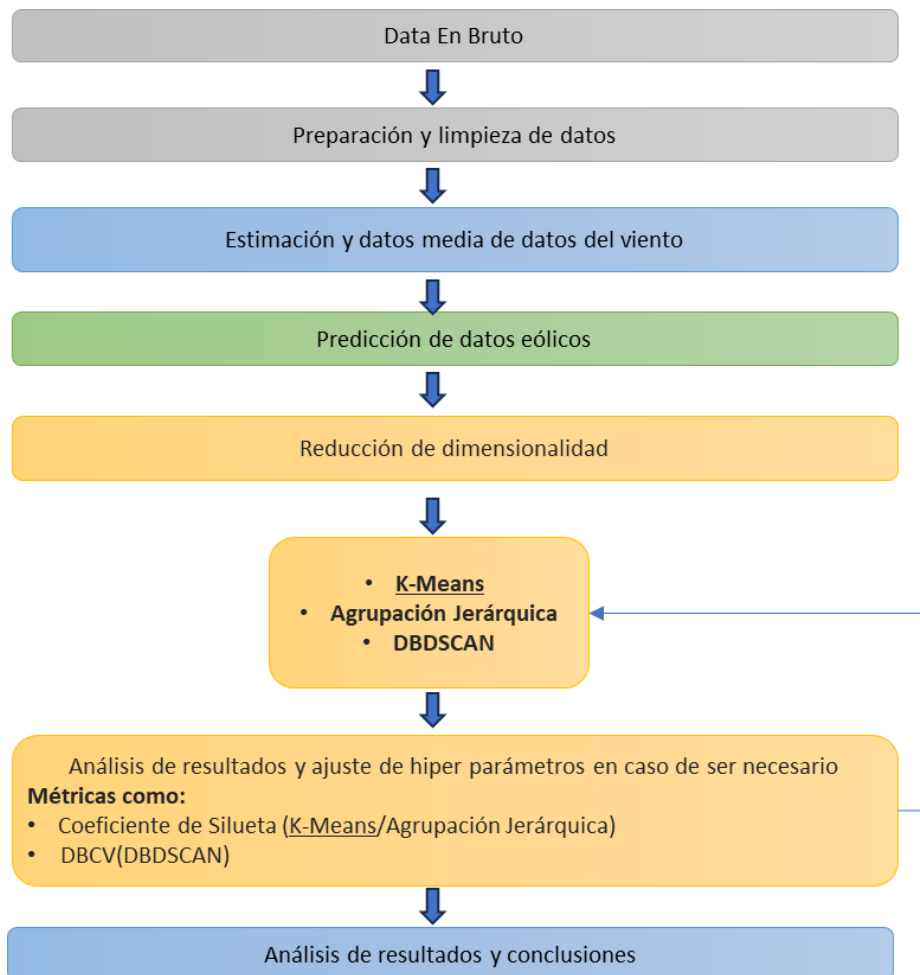 Data En Bruto
Preparación y limpieza de datos
Estimación y datos media de datos del viento
Predicción de datos eólicos
Reducción de dimensionalidad
• K-Means
• Agrupación Jerárquica
• DBDSCAN
Análisis de resultados y ajuste de hiper parámetros en caso de ser necesario
Métricas como:
• Coeficiente de Silueta (K-Means/Agrupación Jerárquica)
• DBCV(DBDSCAN)
Análisis de resultados y conclusiones